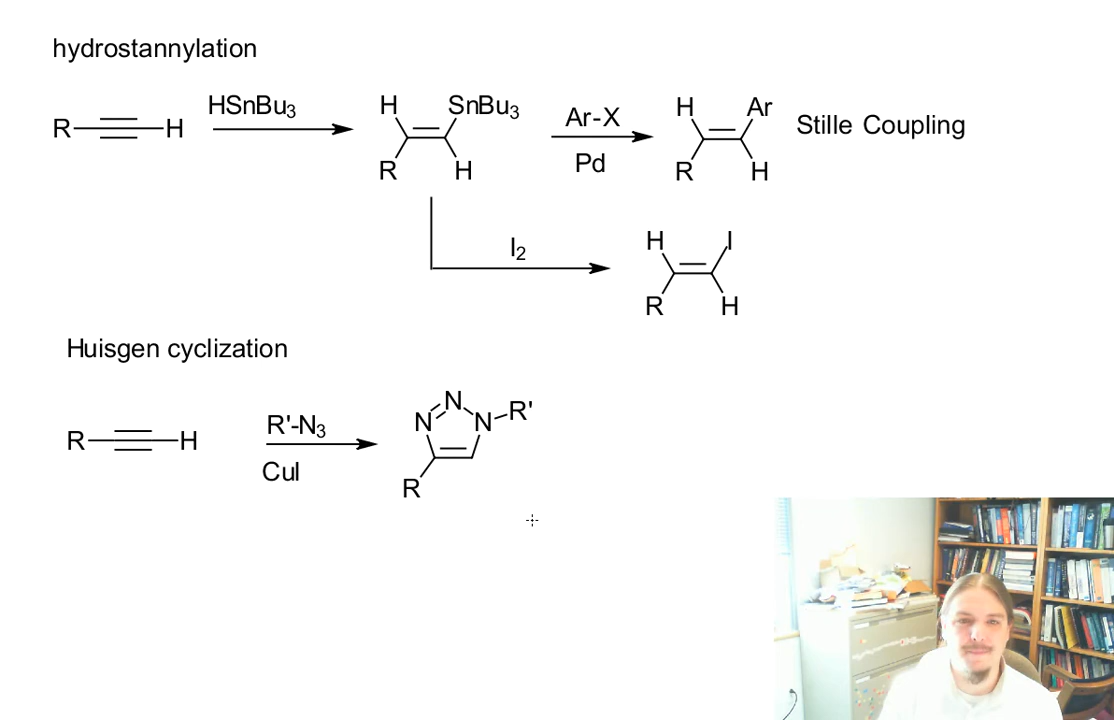 hydrostannylation
R H HSnBu3 H SnBu3 R H Ar-X Pd H Ar R H Stille Coupling
I2 H I R H
Huisgen cyclization
R H R'-N3 CuI N N N R' R